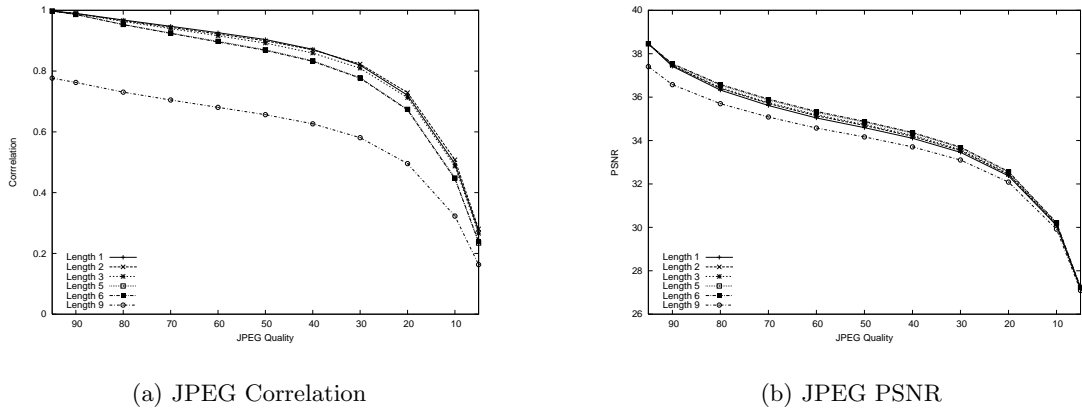 1
0.8
0.6
0.4
0.2
0
Corrrelation
90 80 70 60 50 40 30 20 10
JPEG Quality
Length 1
Length 2
Length 3
Length 5
Length 6
Length 9
(a) JPEG Correlation
40
38
36
34
32
30
28
26
PSNR
90 80 70 60 50 40 30 20 10
JPEG Quality
Length 1
Length 2
Length 3
Length 5
Length 6
Length 9
(b) JPEG PSNR